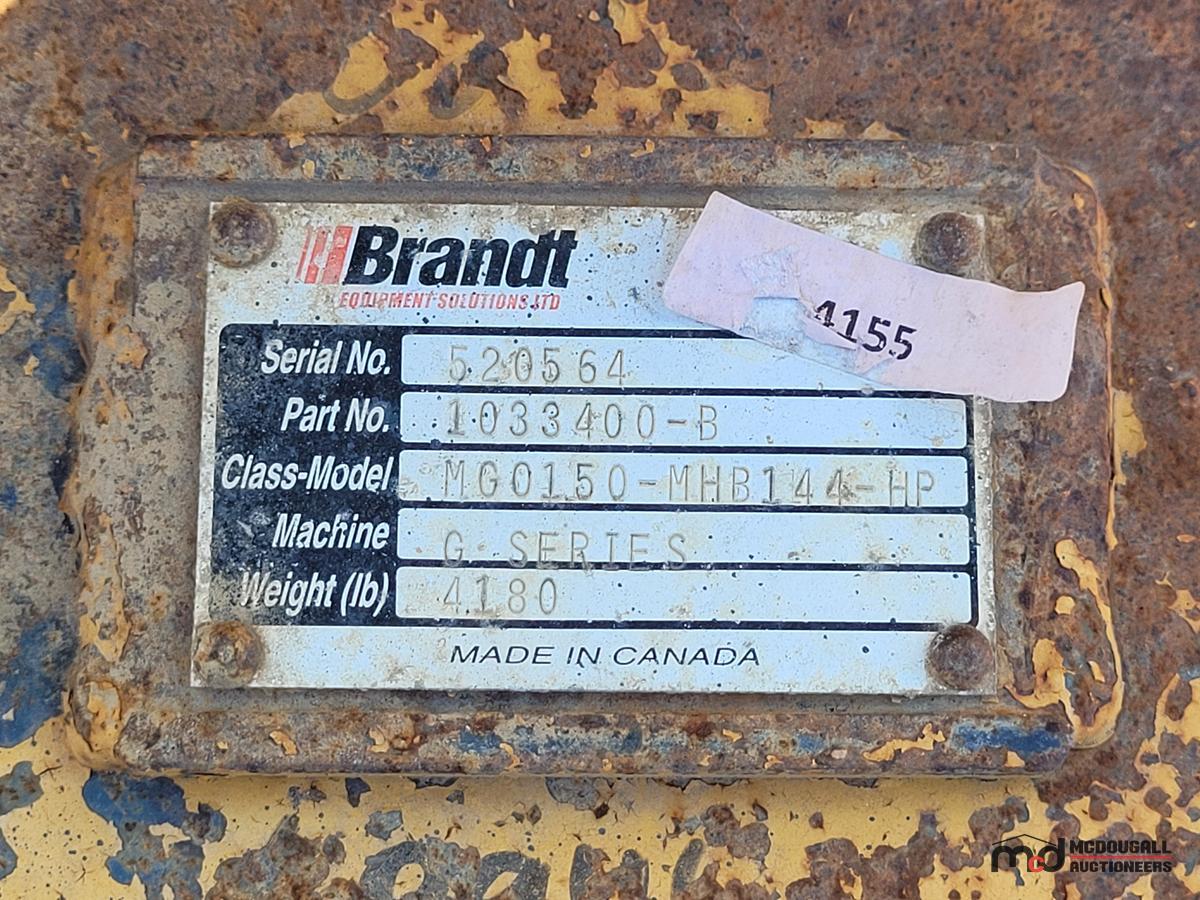 Brandt
EQUIPMENT SOLUTIONS LTD
4155
Serial No. 520564
Part No. 1033400-B
Class-Model MG0150-MHB144-HP
Machine G SERIES
Weight (lb) 4180
MADE IN CANADA
mcd MCDOUGALL
AUCTIONEERS